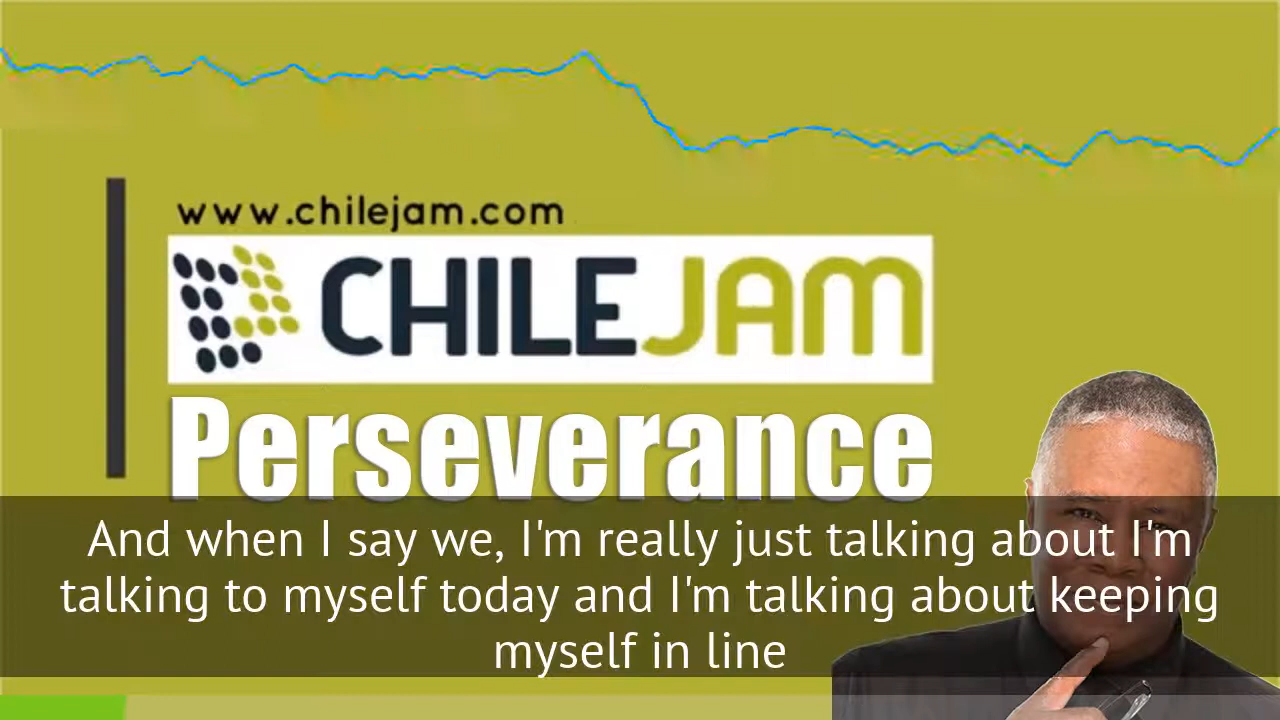 www.chilejam.com
CHILEJAM
Perseverance
And when I say we, I'm really just talking about I'm
talking to myself today and I'm talking about keeping
myself in line